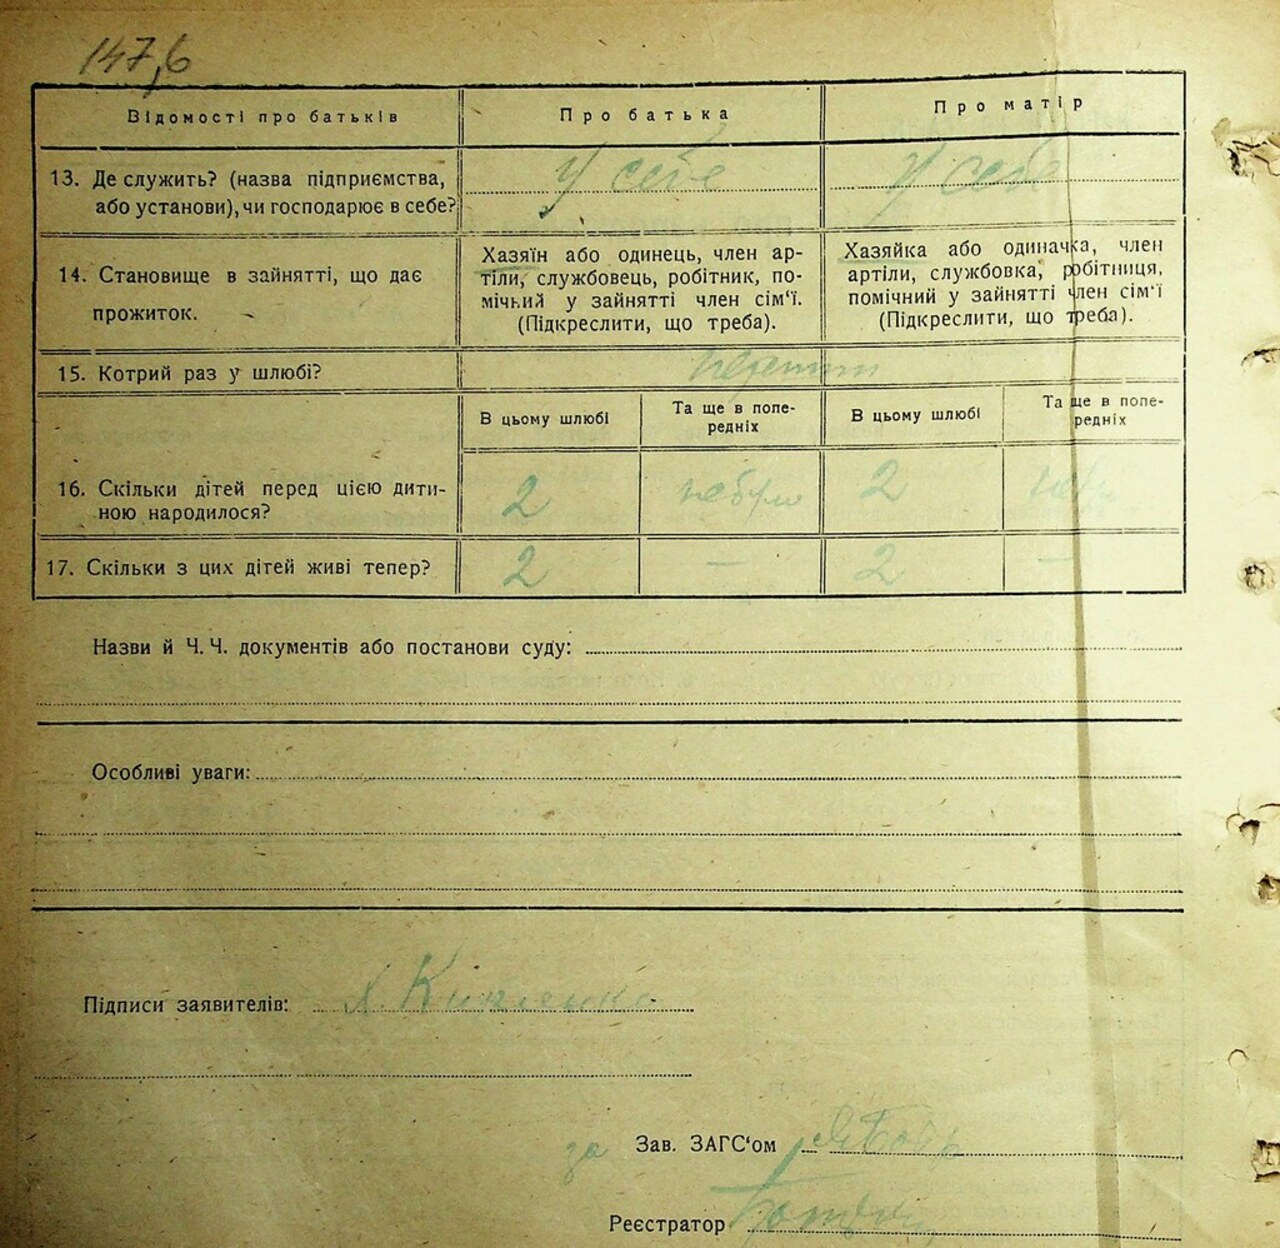 147,б
Відомості про батьків
Про батька
Про матір
13. Де служить? (назва підприємства,
або установи), чи господарює в себе?
У себе
У себе
14. Становище в зайнятті, що дає
прожиток.
Хазяїн або одинець, член ар-
тіли, службовець, робітник, по-
мічний у зайнятті член сім'ї.
(Підкреслити, що треба).
Хазяйка або одиначка, член
артіли, службовка, робітниця,
помічний у зайнятті член сім'ї
(Підкреслити, що треба).
15. Котрий раз у шлюбі?
В цьому шлюбі
Та ще в попе-
редніх
В цьому шлюбі
Та ще в попе-
редніх
16. Скільки дітей перед цією дити-
ною народилося?
2
небуло
2
17. Скільки з цих дітей живі тепер?
2
—
2
—
Назви й Ч. Ч. документів або постанови суду:
Особливі уваги:
Підписи заявителів:
за Зав. ЗАГС'ом
Реєстратор